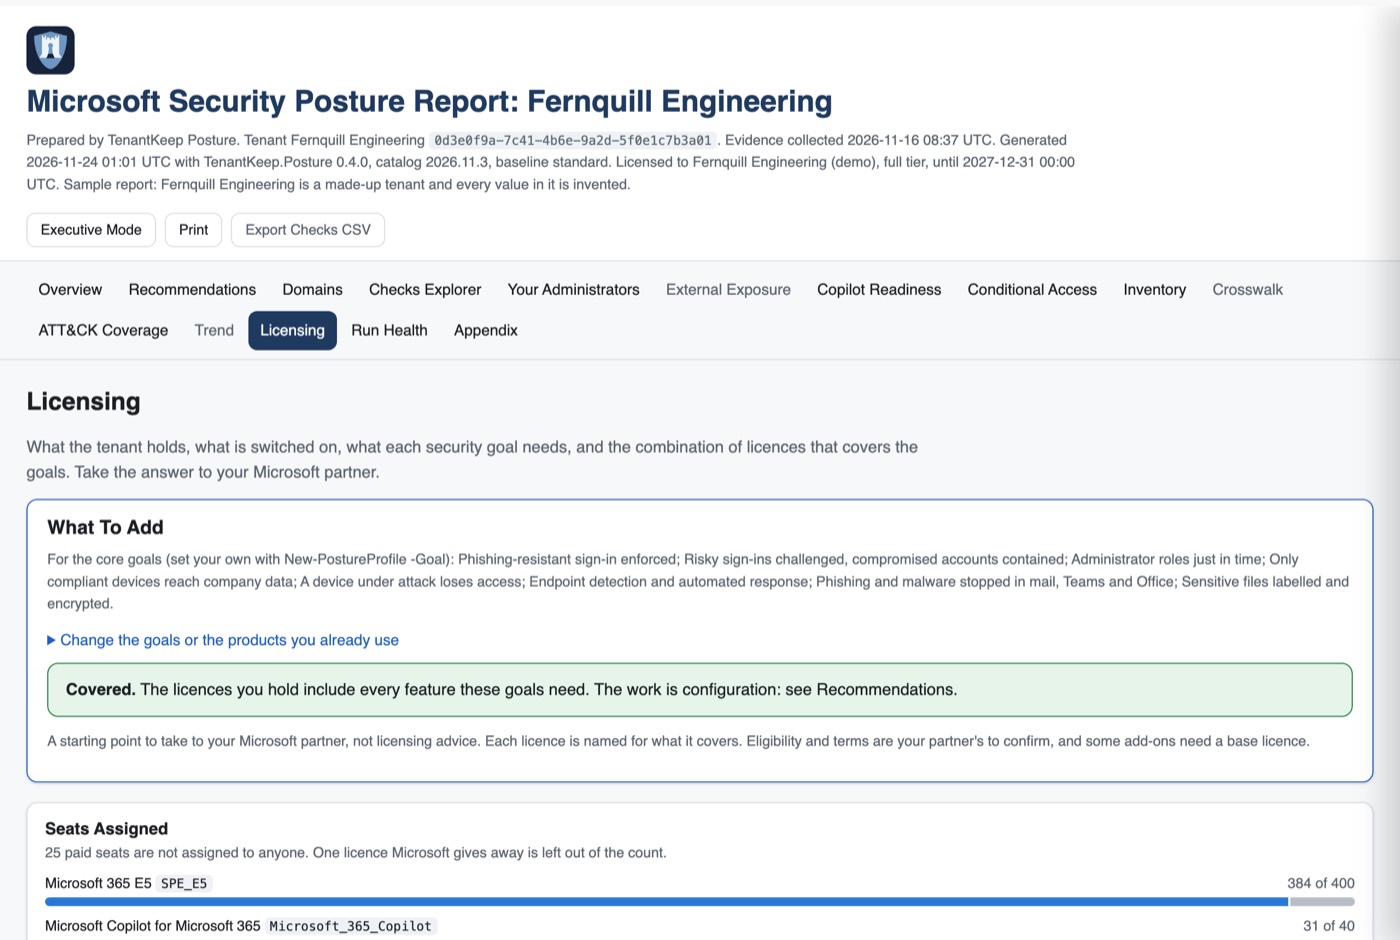 Microsoft Security Posture Report: Fernquill Engineering
Prepared by TenantKeep Posture. Tenant Fernquill Engineering 0d3e0f9a-7c41-4b6e-9a2d-5f0e1c7b3a01 . Evidence collected 2026-11-16 08:37 UTC. Generated
2026-11-24 01:01 UTC with TenantKeep.Posture 0.4.0, catalog 2026.11.3, baseline standard. Licensed to Fernquill Engineering (demo), full tier, until 2027-12-31 00:00
UTC. Sample report: Fernquill Engineering is a made-up tenant and every value in it is invented.
Executive Mode Print Export Checks CSV
Overview Recommendations Domains Checks Explorer Your Administrators External Exposure Copilot Readiness Conditional Access Inventory Crosswalk
ATT&CK Coverage Trend Licensing Run Health Appendix
Licensing
What the tenant holds, what is switched on, what each security goal needs, and the combination of licences that covers the
goals. Take the answer to your Microsoft partner.
What To Add
For the core goals (set your own with New-PostureProfile -Goal): Phishing-resistant sign-in enforced; Risky sign-ins challenged, compromised accounts contained; Administrator roles just in time; Only
compliant devices reach company data; A device under attack loses access; Endpoint detection and automated response; Phishing and malware stopped in mail, Teams and Office; Sensitive files labelled and
encrypted.
Change the goals or the products you already use
Covered. The licences you hold include every feature these goals need. The work is configuration: see Recommendations.
A starting point to take to your Microsoft partner, not licensing advice. Each licence is named for what it covers. Eligibility and terms are your partner's to confirm, and some add-ons need a base licence.
Seats Assigned
25 paid seats are not assigned to anyone. One licence Microsoft gives away is left out of the count.
Microsoft 365 E5 SPE_E5 384 of 400
Microsoft Copilot for Microsoft 365 Microsoft_365_Copilot 31 of 40